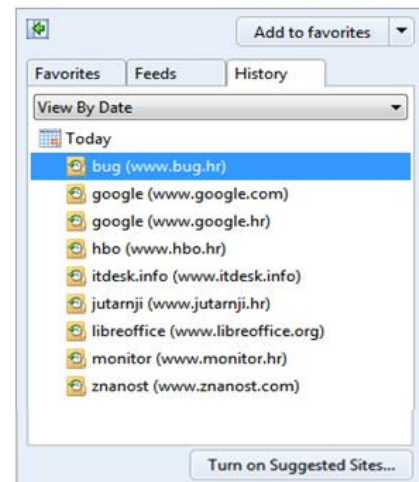 Add to favorites
Favorites Feeds History
View By Date
Today
bug (www.bug.hr)
google (www.google.com)
google (www.google.hr)
hbo (www.hbo.hr)
itdesk.info (www.itdesk.info)
jutarnji (www.jutarnji.hr)
libreoffice (www.libreoffice.org)
monitor (www.monitor.hr)
znanost (www.znanost.com)
Turn on Suggested Sites...